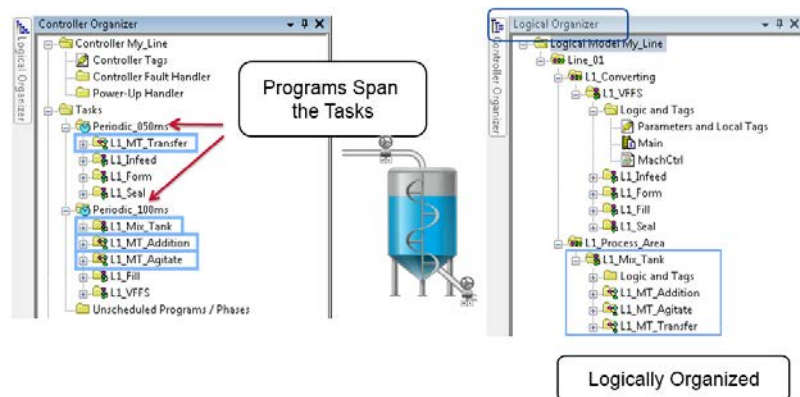 Controller Organizer
Logical Organizer
Controller My_Line
Controller Tags
Controller Fault Handler
Power-Up Handler
Tasks
Periodic_050ms
L1_MT_Transfer
L1_Infeed
L1_Form
L1_Seal
Periodic_100ms
L1_Mix_Tank
L1_MT_Addition
L1_MT_Agitate
L1_Fill
L1_VFFS
Unscheduled Programs / Phases
Programs Span
the Tasks
Logical Organizer
Controller Organizer
Logical Model My_Line
Line_01
L1_Converting
L1_VFFS
Logic and Tags
Parameters and Local Tags
Main
MachCtrl
L1_Infeed
L1_Form
L1_Fill
L1_Seal
L1_Process_Area
L1_Mix_Tank
Logic and Tags
L1_MT_Addition
L1_MT_Agitate
L1_MT_Transfer
Logically Organized